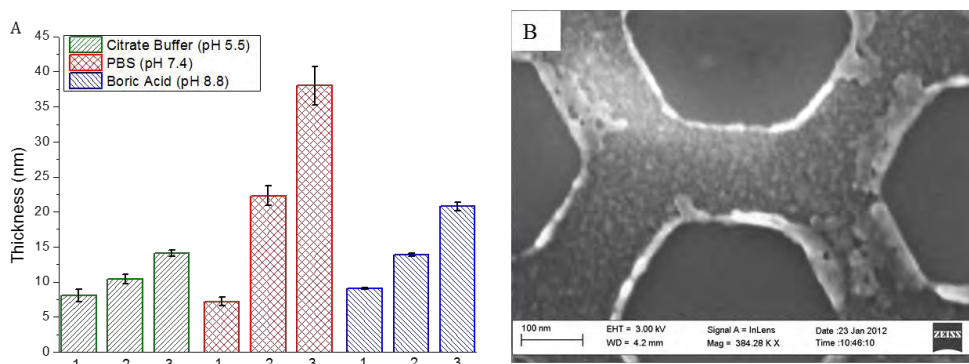 A
45
40
35
30
25
20
15
10
5
0
Thickness (nm)
Citrate Buffer (pH 5.5)
PBS (pH 7.4)
Boric Acid (pH 8.8)
1 2 3 1 2 3 1 2 3
B
100 nm
EHT = 3.00 kV
WD = 4.2 mm
Signal A = InLens
Mag = 384.28 K X
Date :23 Jan 2012
Time :10:46:10
ZEISS